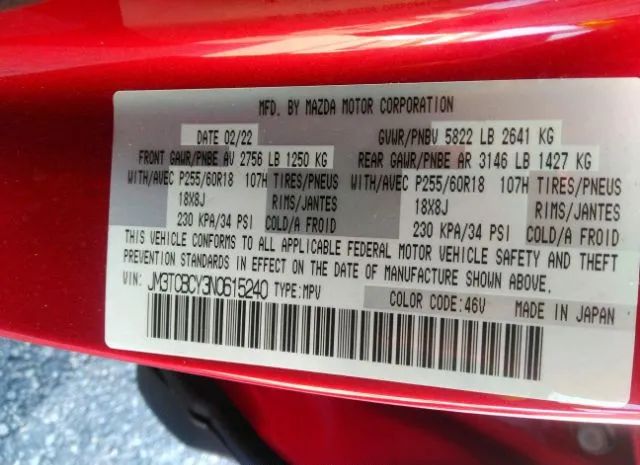 MFD. BY MAZDA MOTOR CORPORATION
DATE 02/22 GVWR/PNBV 5822 LB 2641 KG
FRONT GAWR/PNBE AV 2756 LB 1250 KG REAR GAWR/PNBE AR 3146 LB 1427 KG
WITH/AVEC P255/60R18 107H TIRES/PNEUS WITH/AVEC P255/60R18 107H TIRES/PNEUS
18X8J RIMS/JANTES 18X8J RIMS/JANTES
230 KPA/34 PSI COLD/A FROID 230 KPA/34 PSI COLD/A FROID
THIS VEHICLE CONFORMS TO ALL APPLICABLE FEDERAL MOTOR VEHICLE SAFETY AND THEFT
PREVENTION STANDARDS IN EFFECT ON THE DATE OF MANUFACTURE SHOWN ABOVE.
VIN: JM3TCBCY3N0615240 TYPE:MPV COLOR CODE:46V MADE IN JAPAN